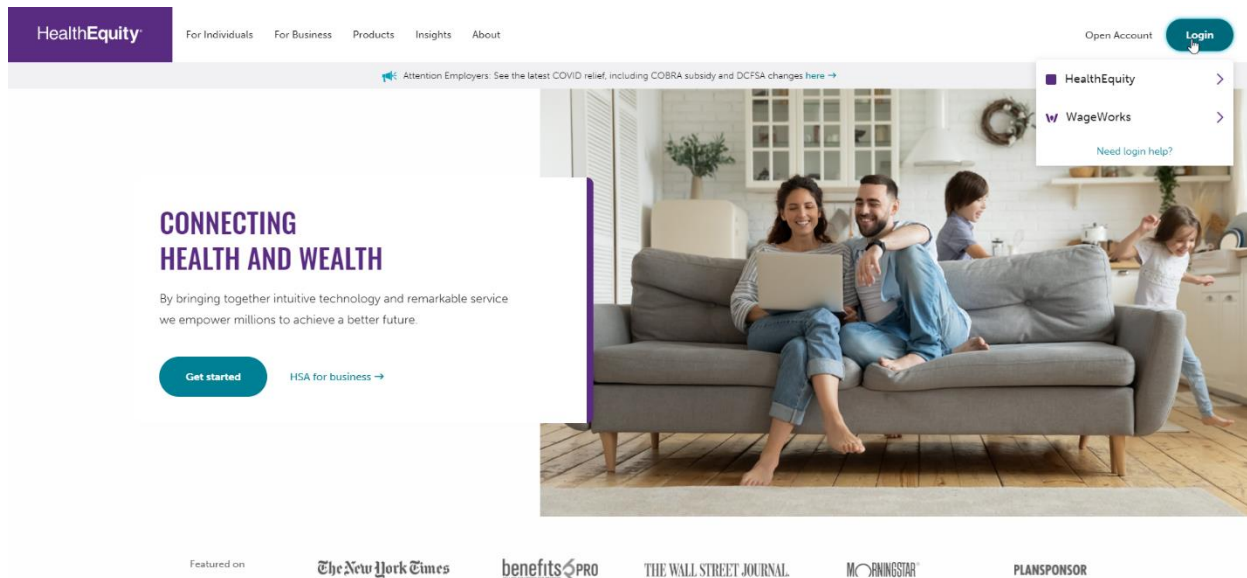 HealthEquity
For Individuals For Business Products Insights About
Open Account Login
Attention Employers: See the latest COVID relief, including COBRA subsidy and DCFSA changes here →
HealthEquity
W WageWorks
Need login help?
CONNECTING
HEALTH AND WEALTH
By bringing together intuitive technology and remarkable service
we empower millions to achieve a better future.
Get started HSA for business →
Featured on The New York Times benefits PRO THE WALL STREET JOURNAL. MORNINGSTAR PLANSPONSOR